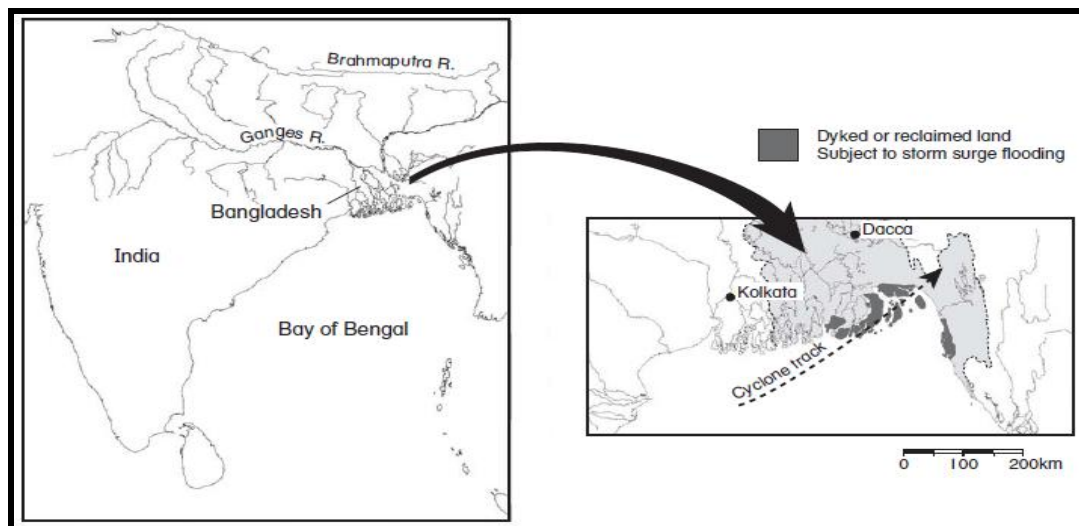 Brahmaputra R.
Ganges R.
Bangladesh
India
Bay of Bengal
Dyked or reclaimed land
Subject to storm surge flooding
Dacca
Kolkata
Cyclone track
0 100 200km